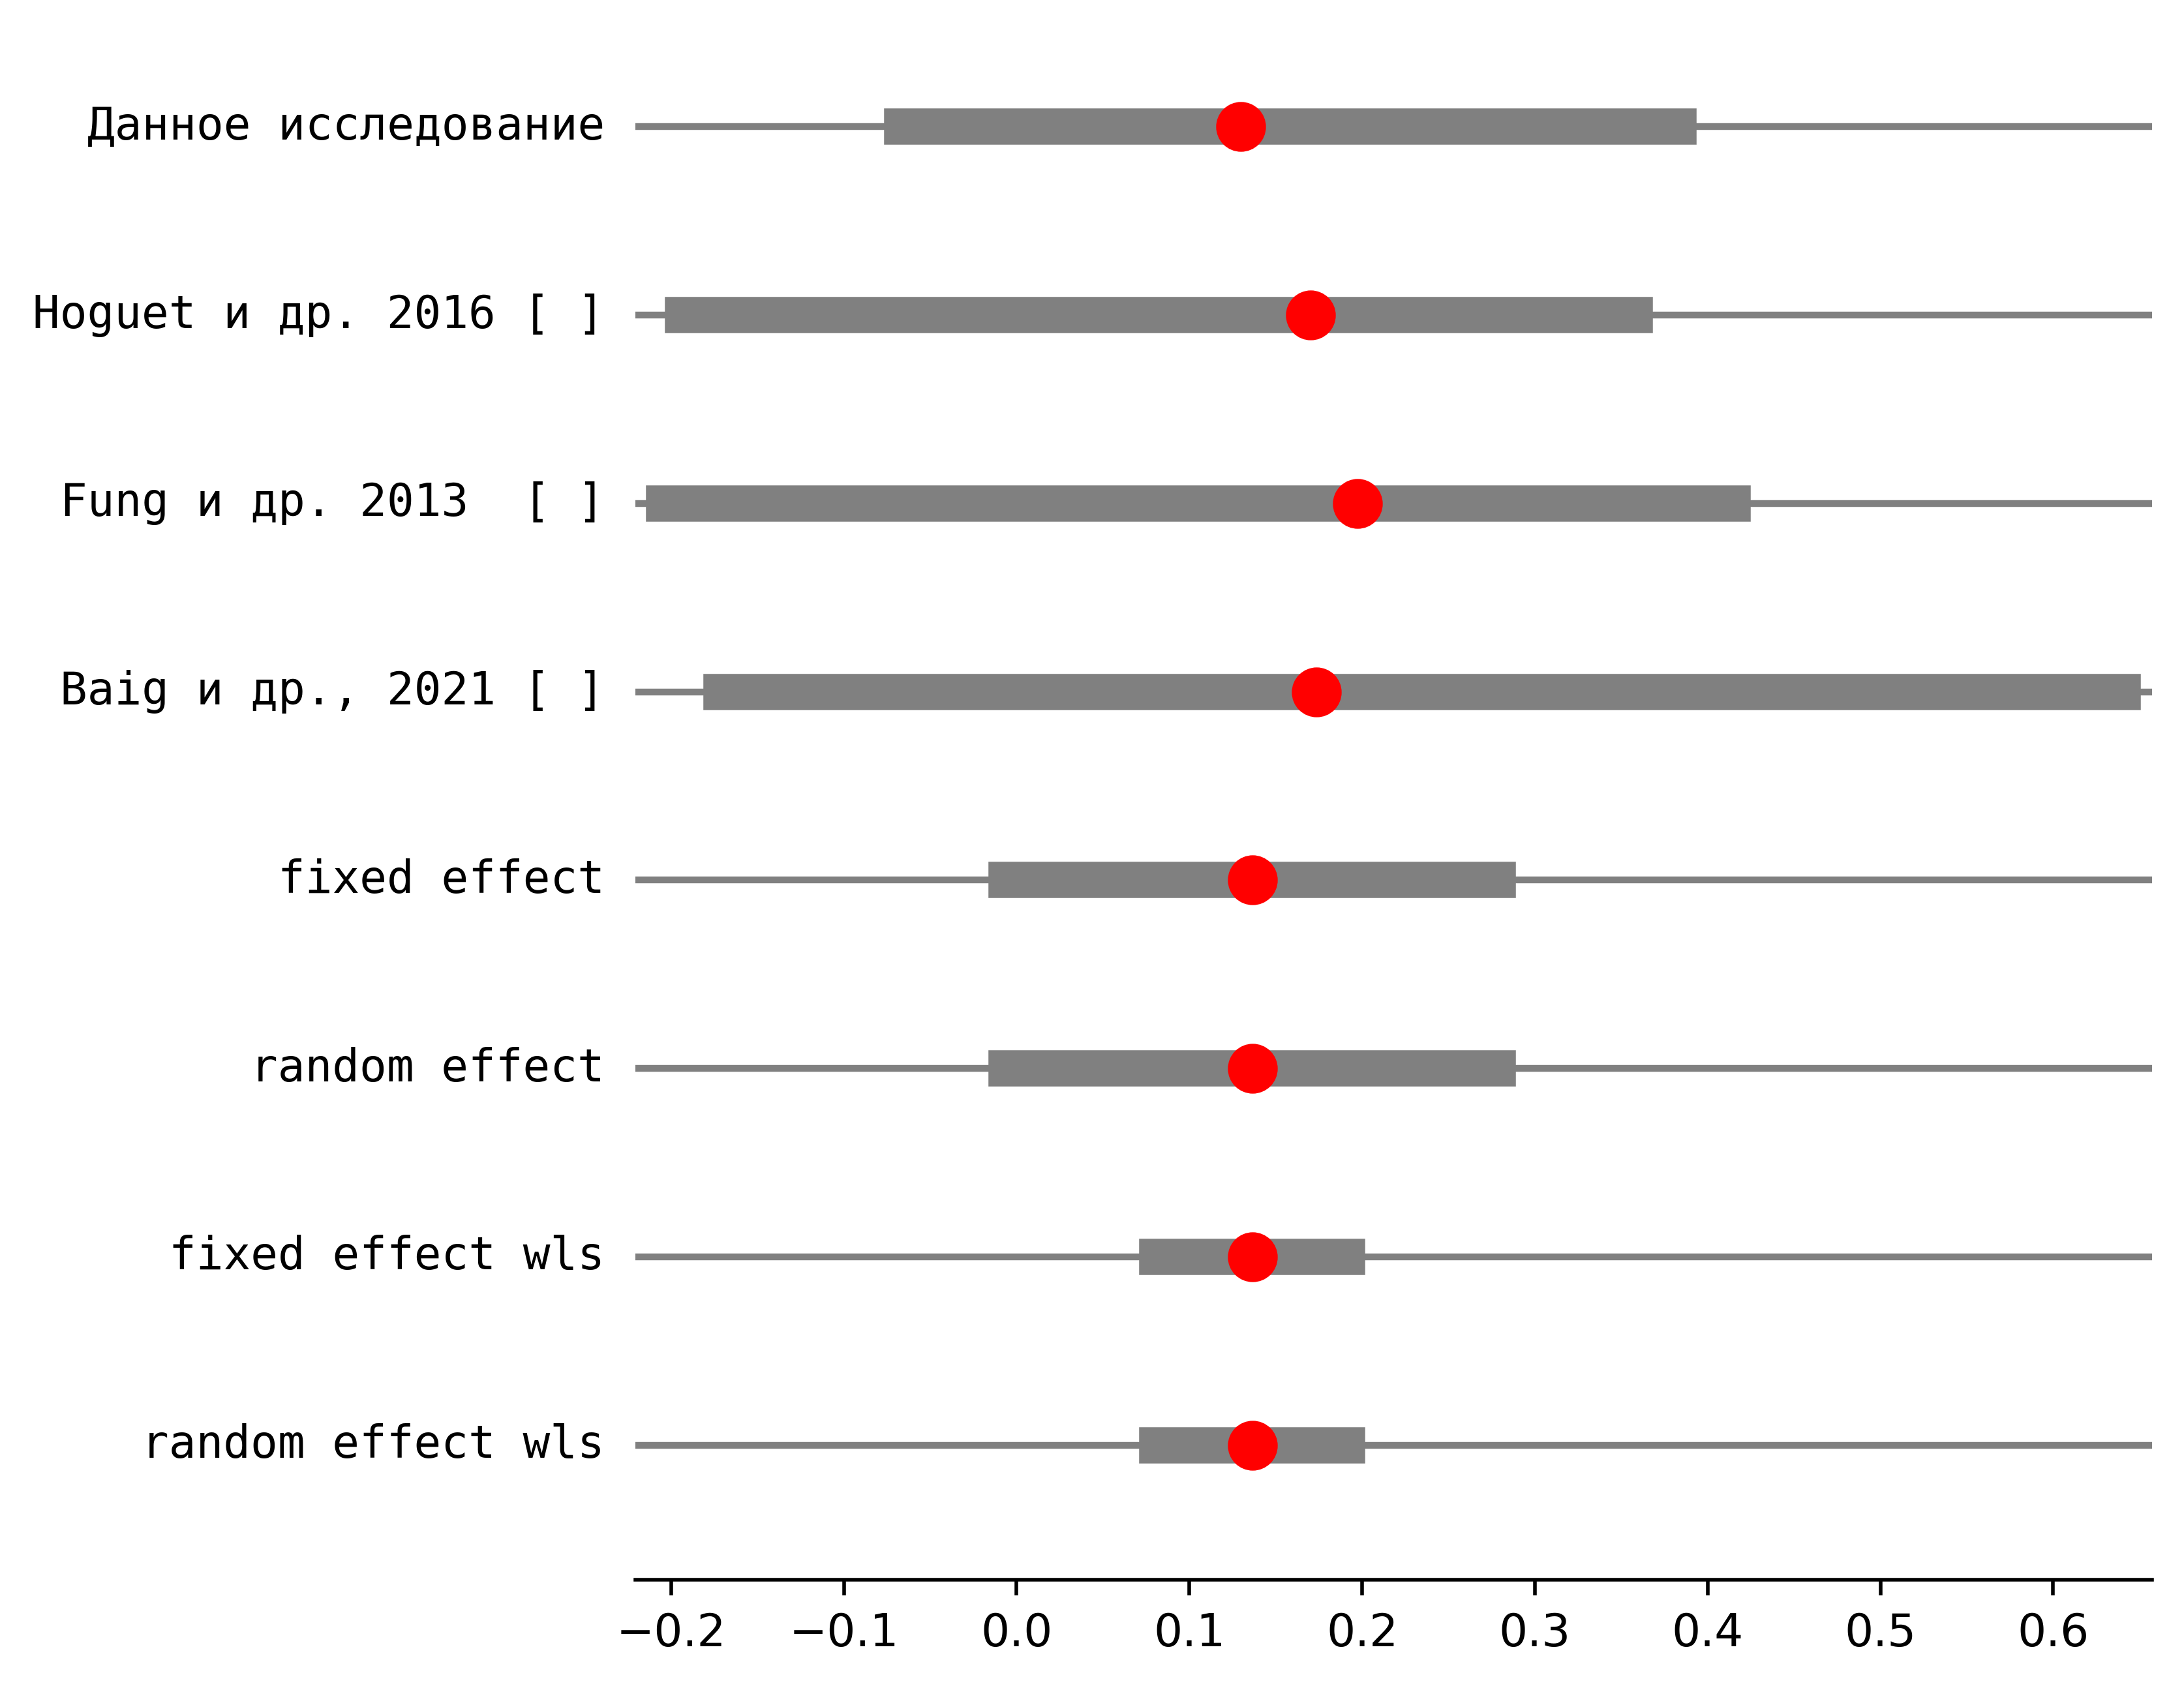 Данное исследование
Hoguet и др. 2016 [ ]
Fung и др. 2013  [ ]
Baig и др., 2021 [ ]
fixed effect
random effect
fixed effect wls
random effect wls
−0.2 −0.1 0.0 0.1 0.2 0.3 0.4 0.5 0.6